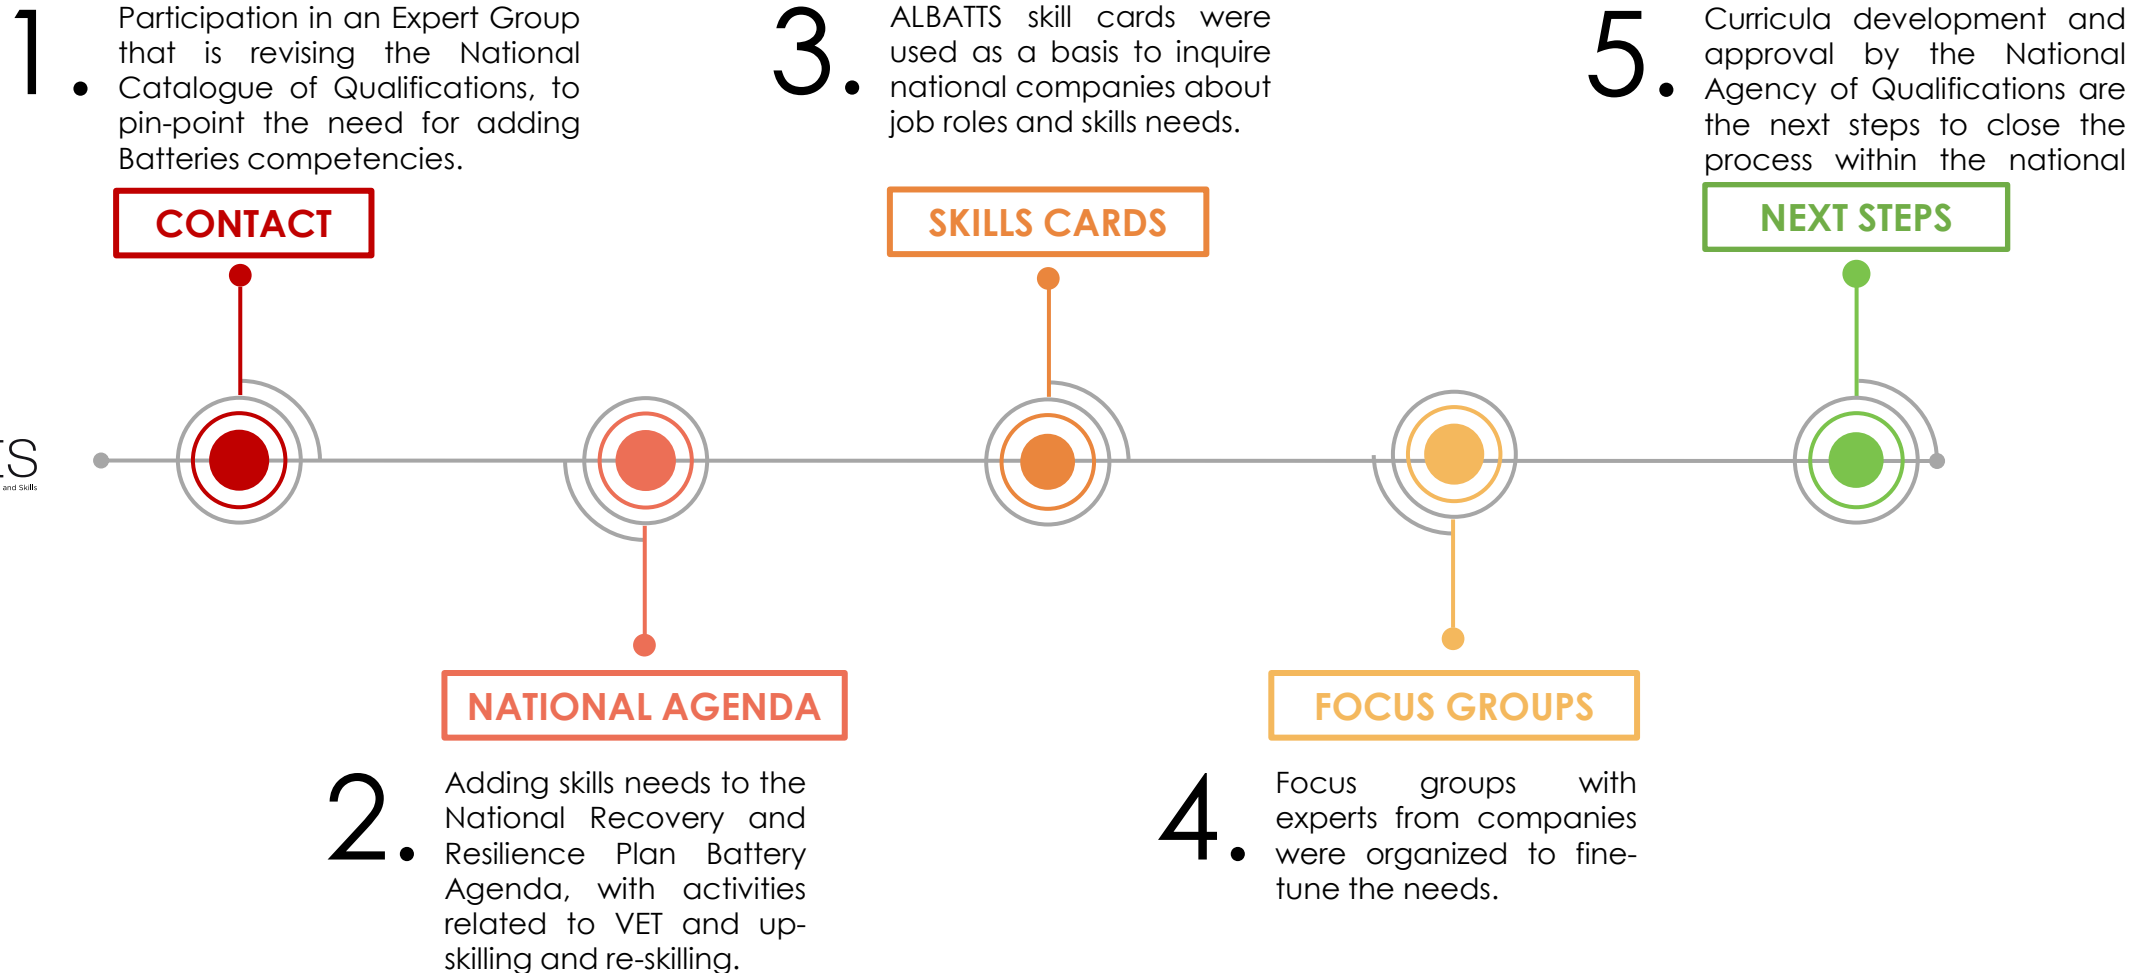 1.
Participation in an Expert Group
that is revising the National
Catalogue of Qualifications, to
pin-point the need for adding
Batteries competencies.
CONTACT
2.
NATIONAL AGENDA
Adding skills needs to the
National Recovery and
Resilience Plan Battery
Agenda, with activities
related to VET and up-
skilling and re-skilling.
3.
ALBATTS skill cards were
used as a basis to inquire
national companies about
job roles and skills needs.
SKILLS CARDS
4.
FOCUS GROUPS
Focus groups with
experts from companies
were organized to fine-
tune the needs.
5.
Curricula development and
approval by the National
Agency of Qualifications are
the next steps to close the
process within the national
NEXT STEPS
and Skills